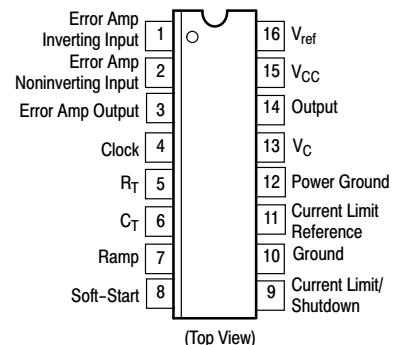 Error Amp
Inverting Input
1
Error Amp
Noninverting Input
2
Error Amp Output
3
Clock
4
RT
5
CT
6
Ramp
7
Soft-Start
8
16
Vref
15
VCC
14
Output
13
VC
12
Power Ground
11
Current Limit
Reference
10
Ground
9
Current Limit/
Shutdown
(Top View)